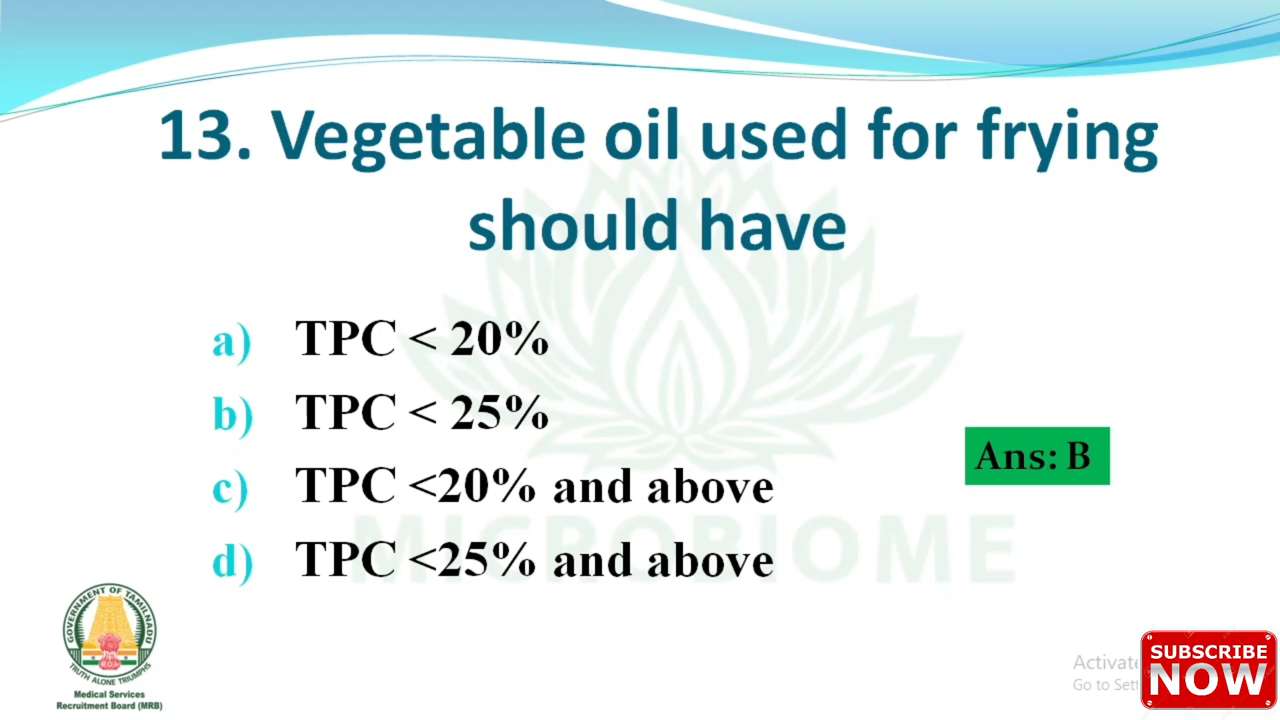 13. Vegetable oil used for frying
should have
a) TPC < 20%
b) TPC < 25%
Ans: B
c) TPC <20% and above
d) TPC <25% and above
MICROBIOME
GOVERNMENT OF TAMILNADU
TRUTH ALONE TRIUMPHS
Medical Services
Recruitment Board (MRB)
Activate
Go to Sett
SUBSCRIBE
NOW